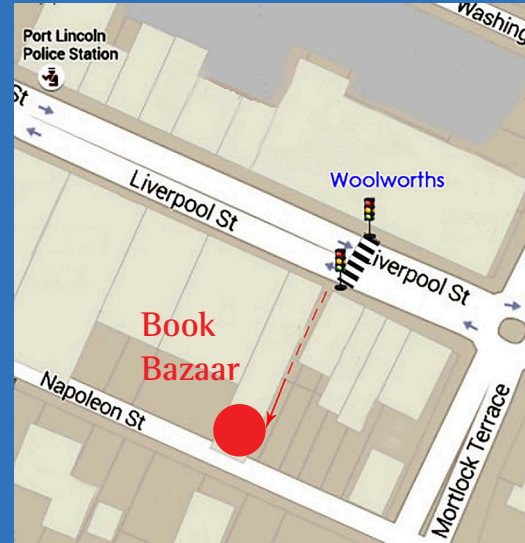 Washing
Port Lincoln
Police Station
St
Woolworths
Liverpool St
Liverpool St
Book
Bazaar
Napoleon St
Mortlock Terrace